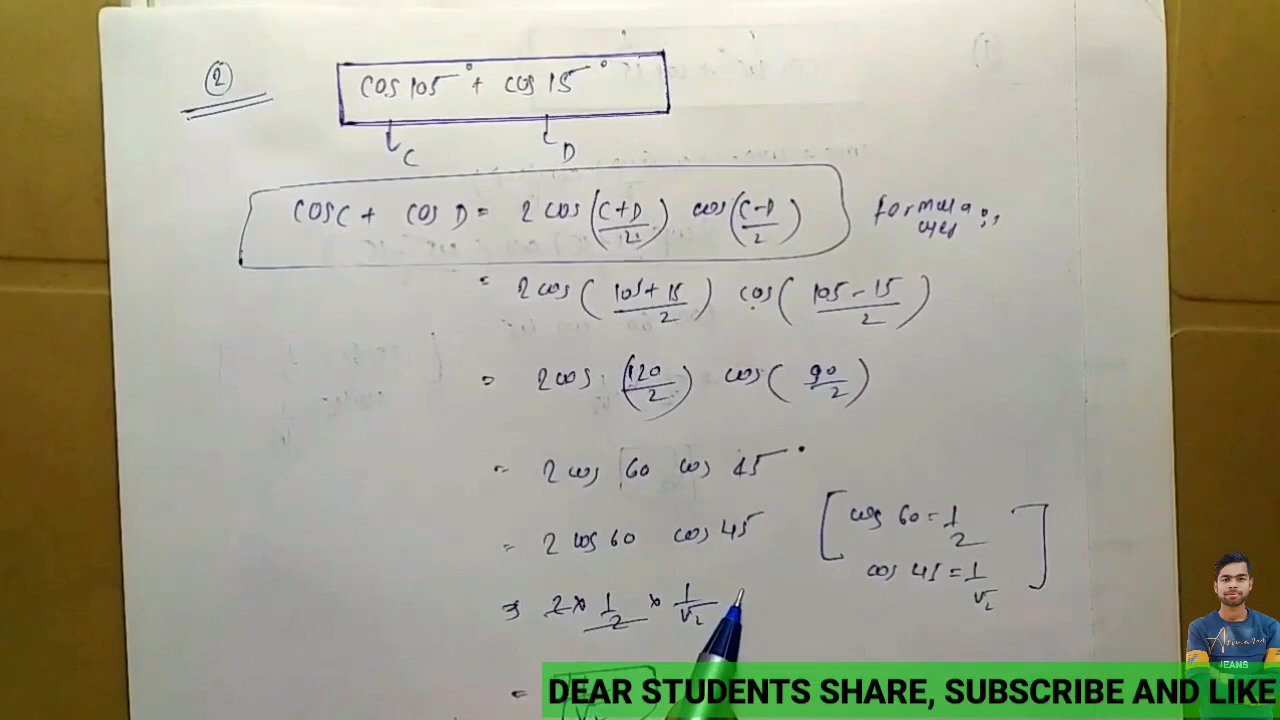 ②
cos 105° + cos 15°
C D
cos C + cos D = 2 cos (C+D/2) cos (C-D/2) formula
= 2 cos (105+15/2) cos (105-15/2)
= 2 cos (120/2) cos (90/2)
= 2 cos 60 cos 45°
= 2 cos 60 cos 45 [cos 60 = 1/2
cos 45 = 1/√2]
⇒ 2 × 1/2 × 1/√2
=
Armani
JEANS
DEAR STUDENTS SHARE, SUBSCRIBE AND LIKE